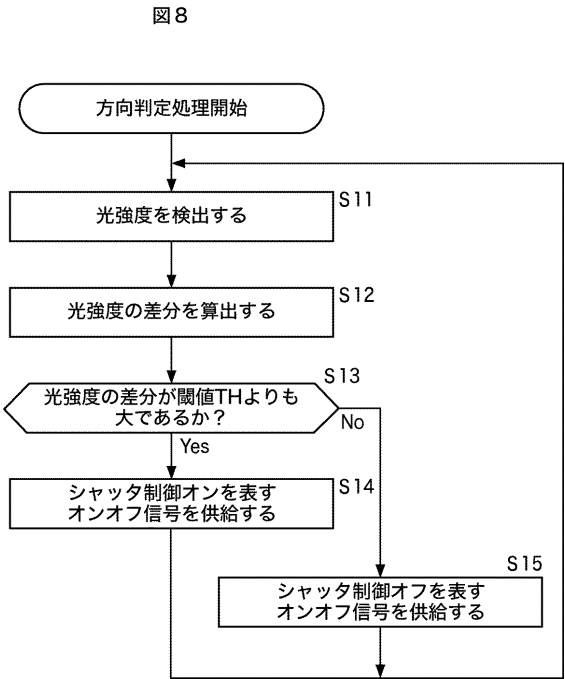 図8
方向判定処理開始
S11
光強度を検出する
S12
光強度の差分を算出する
S13
光強度の差分が閾値THよりも
大であるか？
No
Yes
S14
シャッタ制御オンを表す
オンオフ信号を供給する
S15
シャッタ制御オフを表す
オンオフ信号を供給する